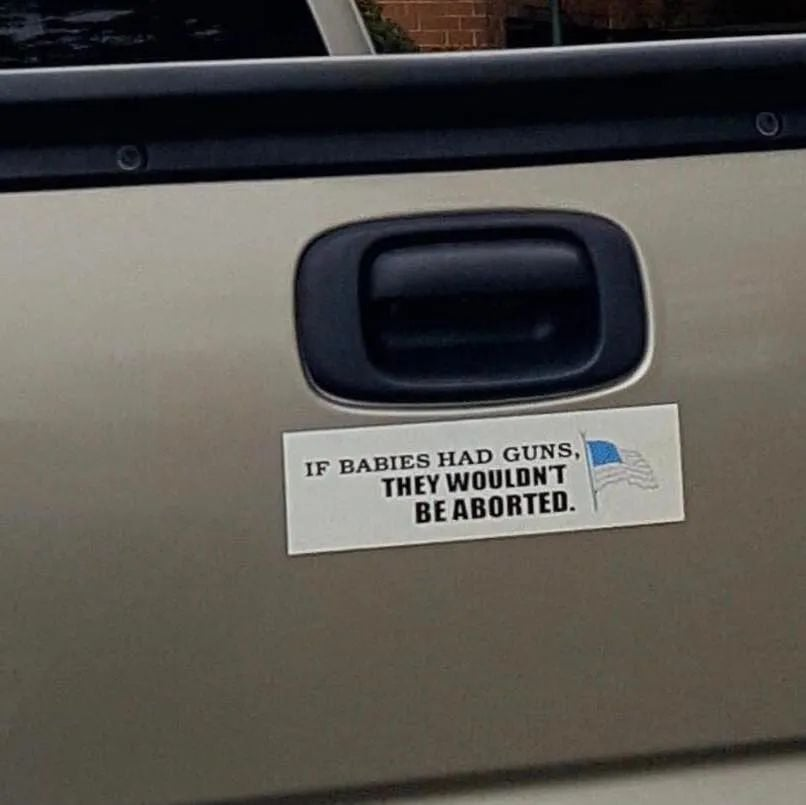 IF BABIES HAD GUNS,
THEY WOULDN'T
BE ABORTED.